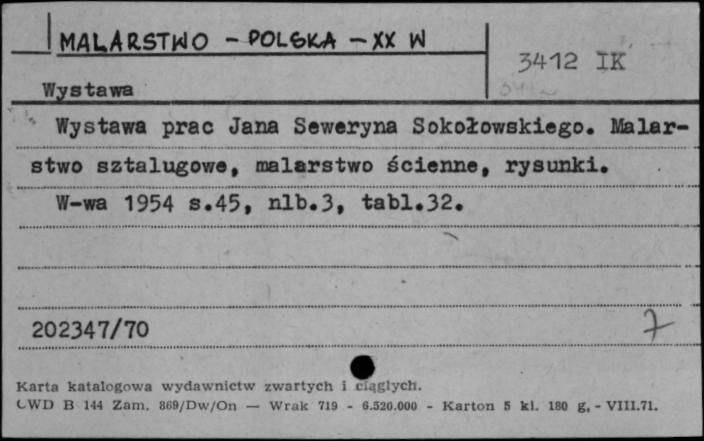 MALARSTWO - POLSKA - XX W
3412 IK
Wystawa
Wystawa prac Jana Seweryna Sokołowskiego. Malar-
stwo sztalugowe, malarstwo ścienne, rysunki.
W-wa 1954 s.45, nlb.3, tabl.32.
202347/70
7
Karta katalogowa wydawnictw zwartych i ciągłych.
CWD B 144 Zam. 869/Dw/On — Wrak 719 - 6.520.000 - Karton 5 kl. 180 g. - VIII.71.